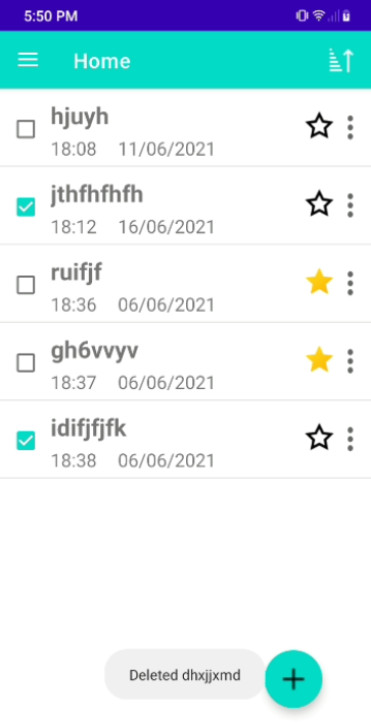 5:50 PM
Home
hjuyh
18:08 11/06/2021
jthfhfhfh
18:12 16/06/2021
ruifjf
18:36 06/06/2021
gh6vvyv
18:37 06/06/2021
idifjfjfk
18:38 06/06/2021
Deleted dhxjjxmd